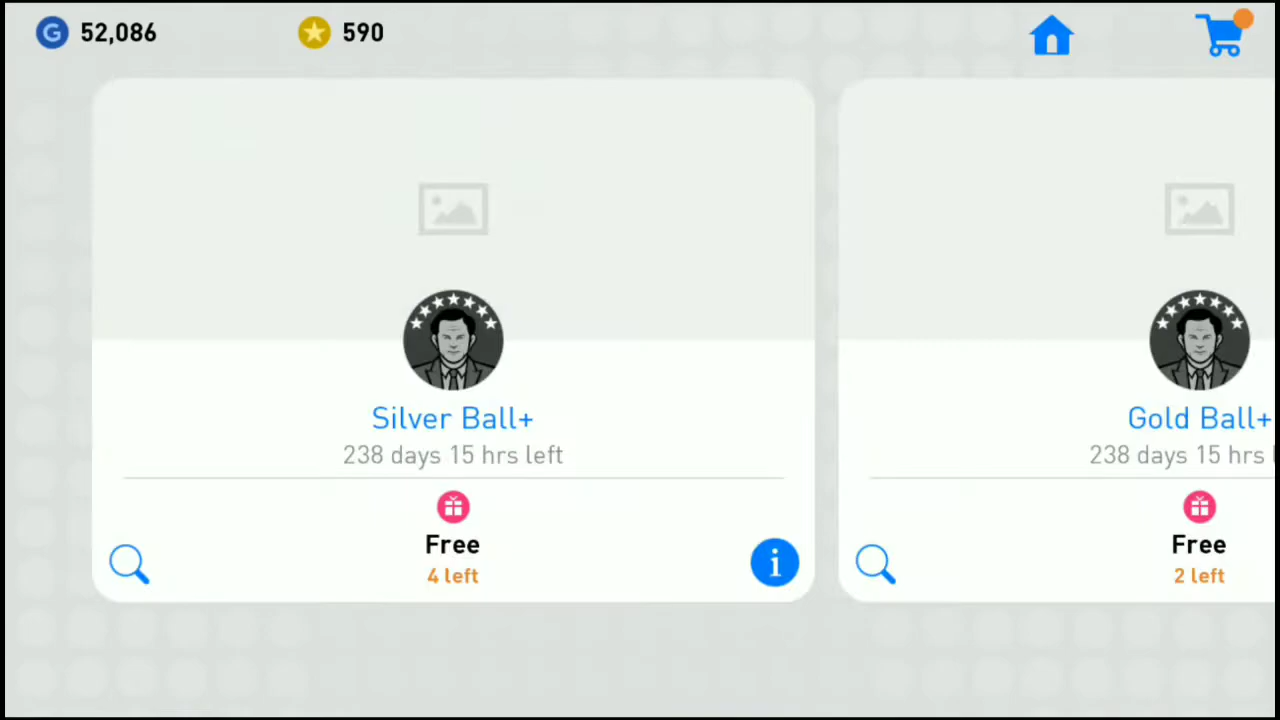 G 52,086
590
Silver Ball+
238 days 15 hrs left
Free
4 left
i
Gold Ball+
238 days 15 hrs l
Free
2 left